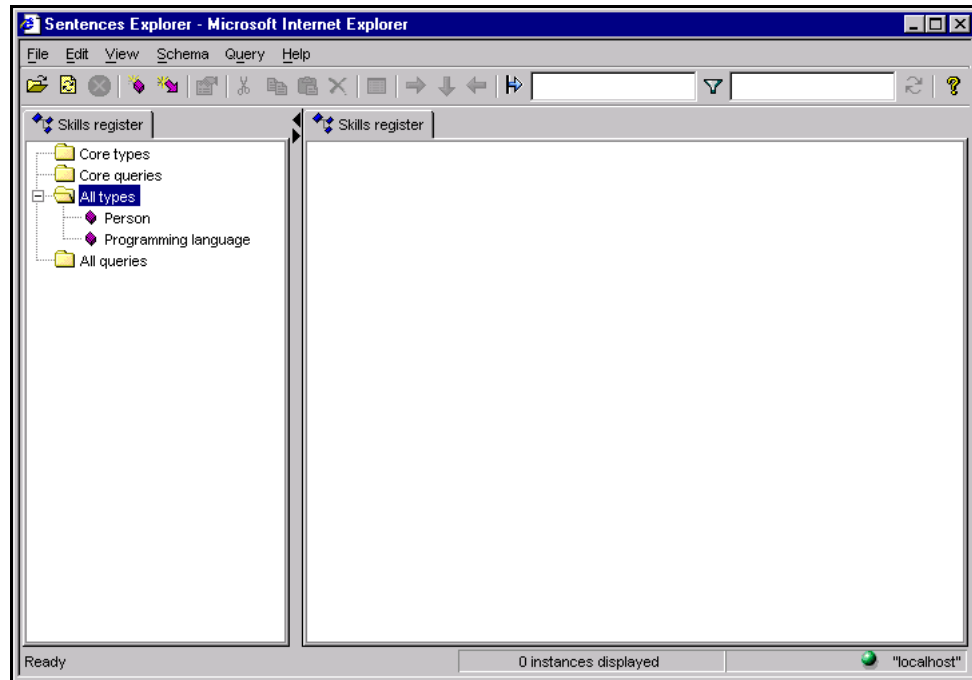 Sentences Explorer - Microsoft Internet Explorer
File Edit View Schema Query Help
Skills register
Skills register
Core types
Core queries
All types
Person
Programming language
All queries
Ready
0 instances displayed
"localhost"